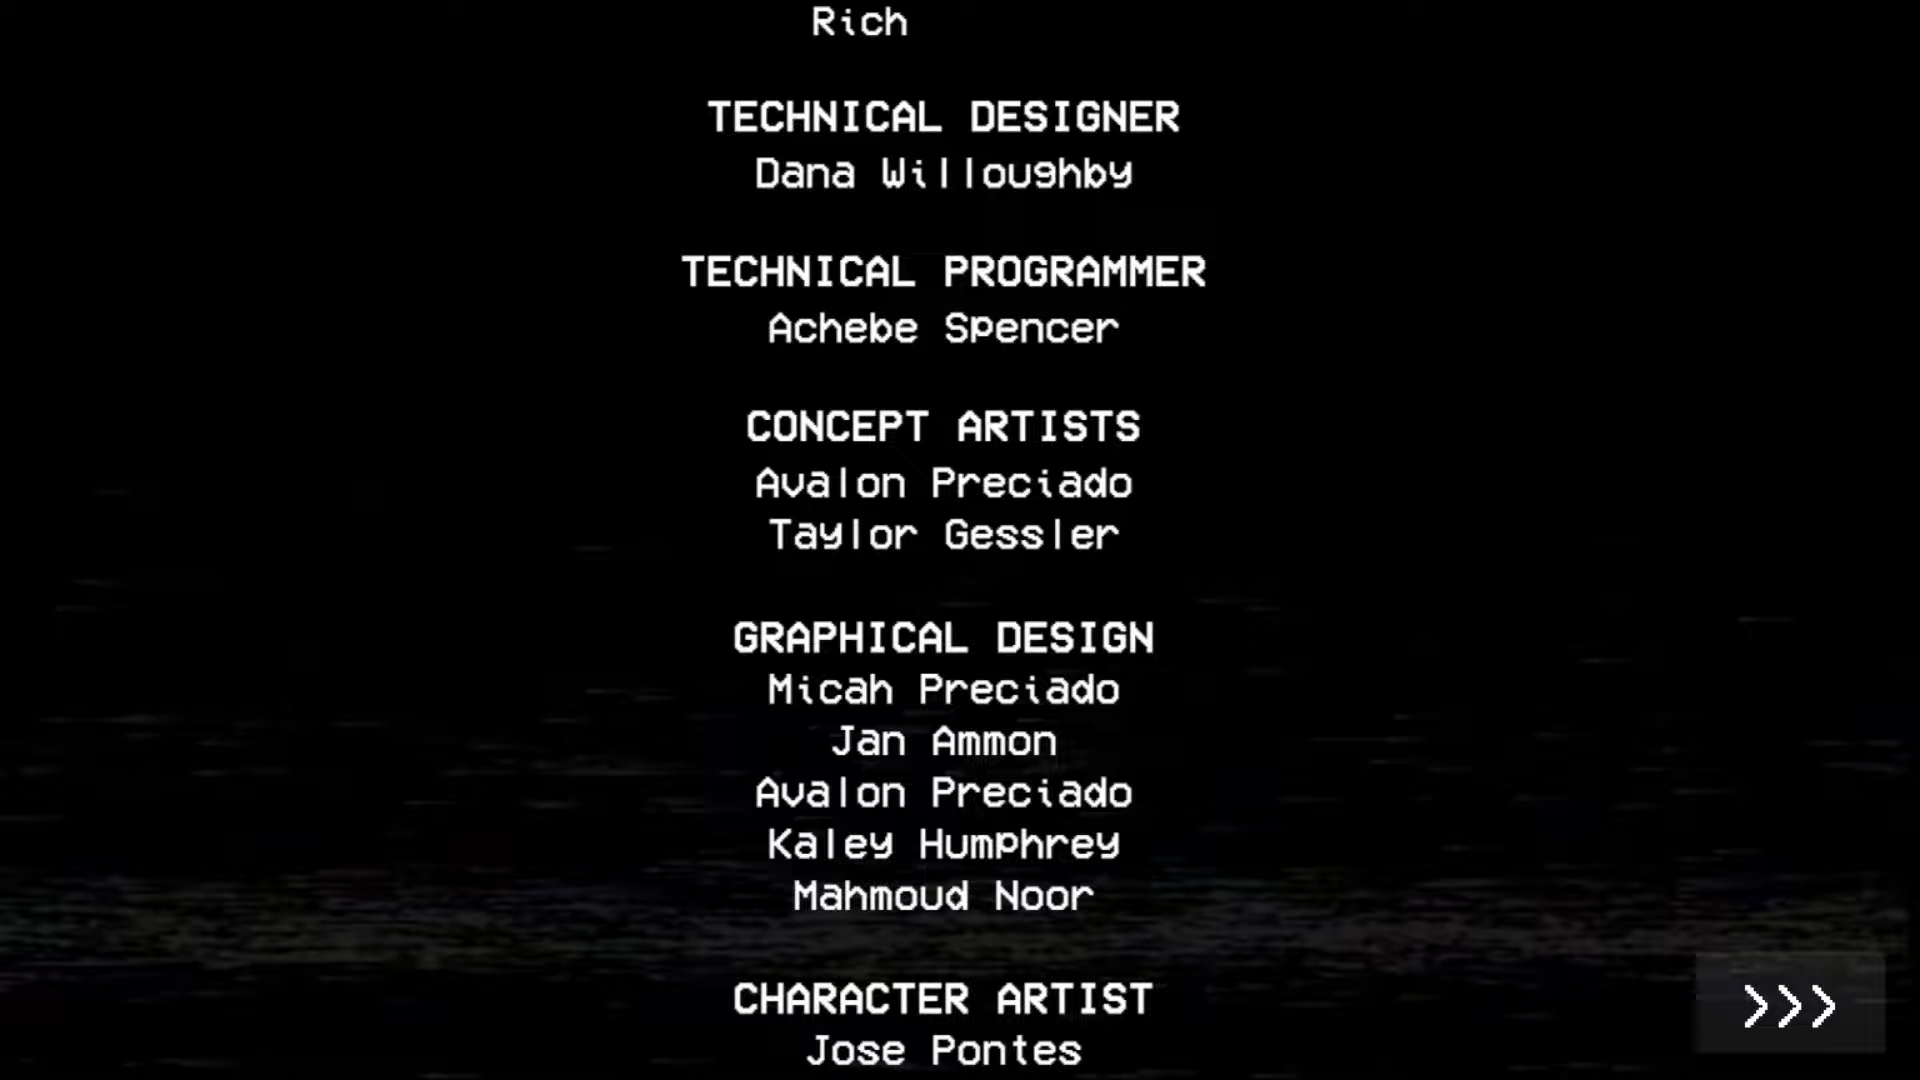 Rich
TECHNICAL DESIGNER
Dana Willoughby
TECHNICAL PROGRAMMER
Achebe Spencer
CONCEPT ARTISTS
Avalon Preciado
Taylor Gessler
GRAPHICAL DESIGN
Micah Preciado
Jan Ammon
Avalon Preciado
Kaley Humphrey
Mahmoud Noor
CHARACTER ARTIST
Jose Pontes
>>>